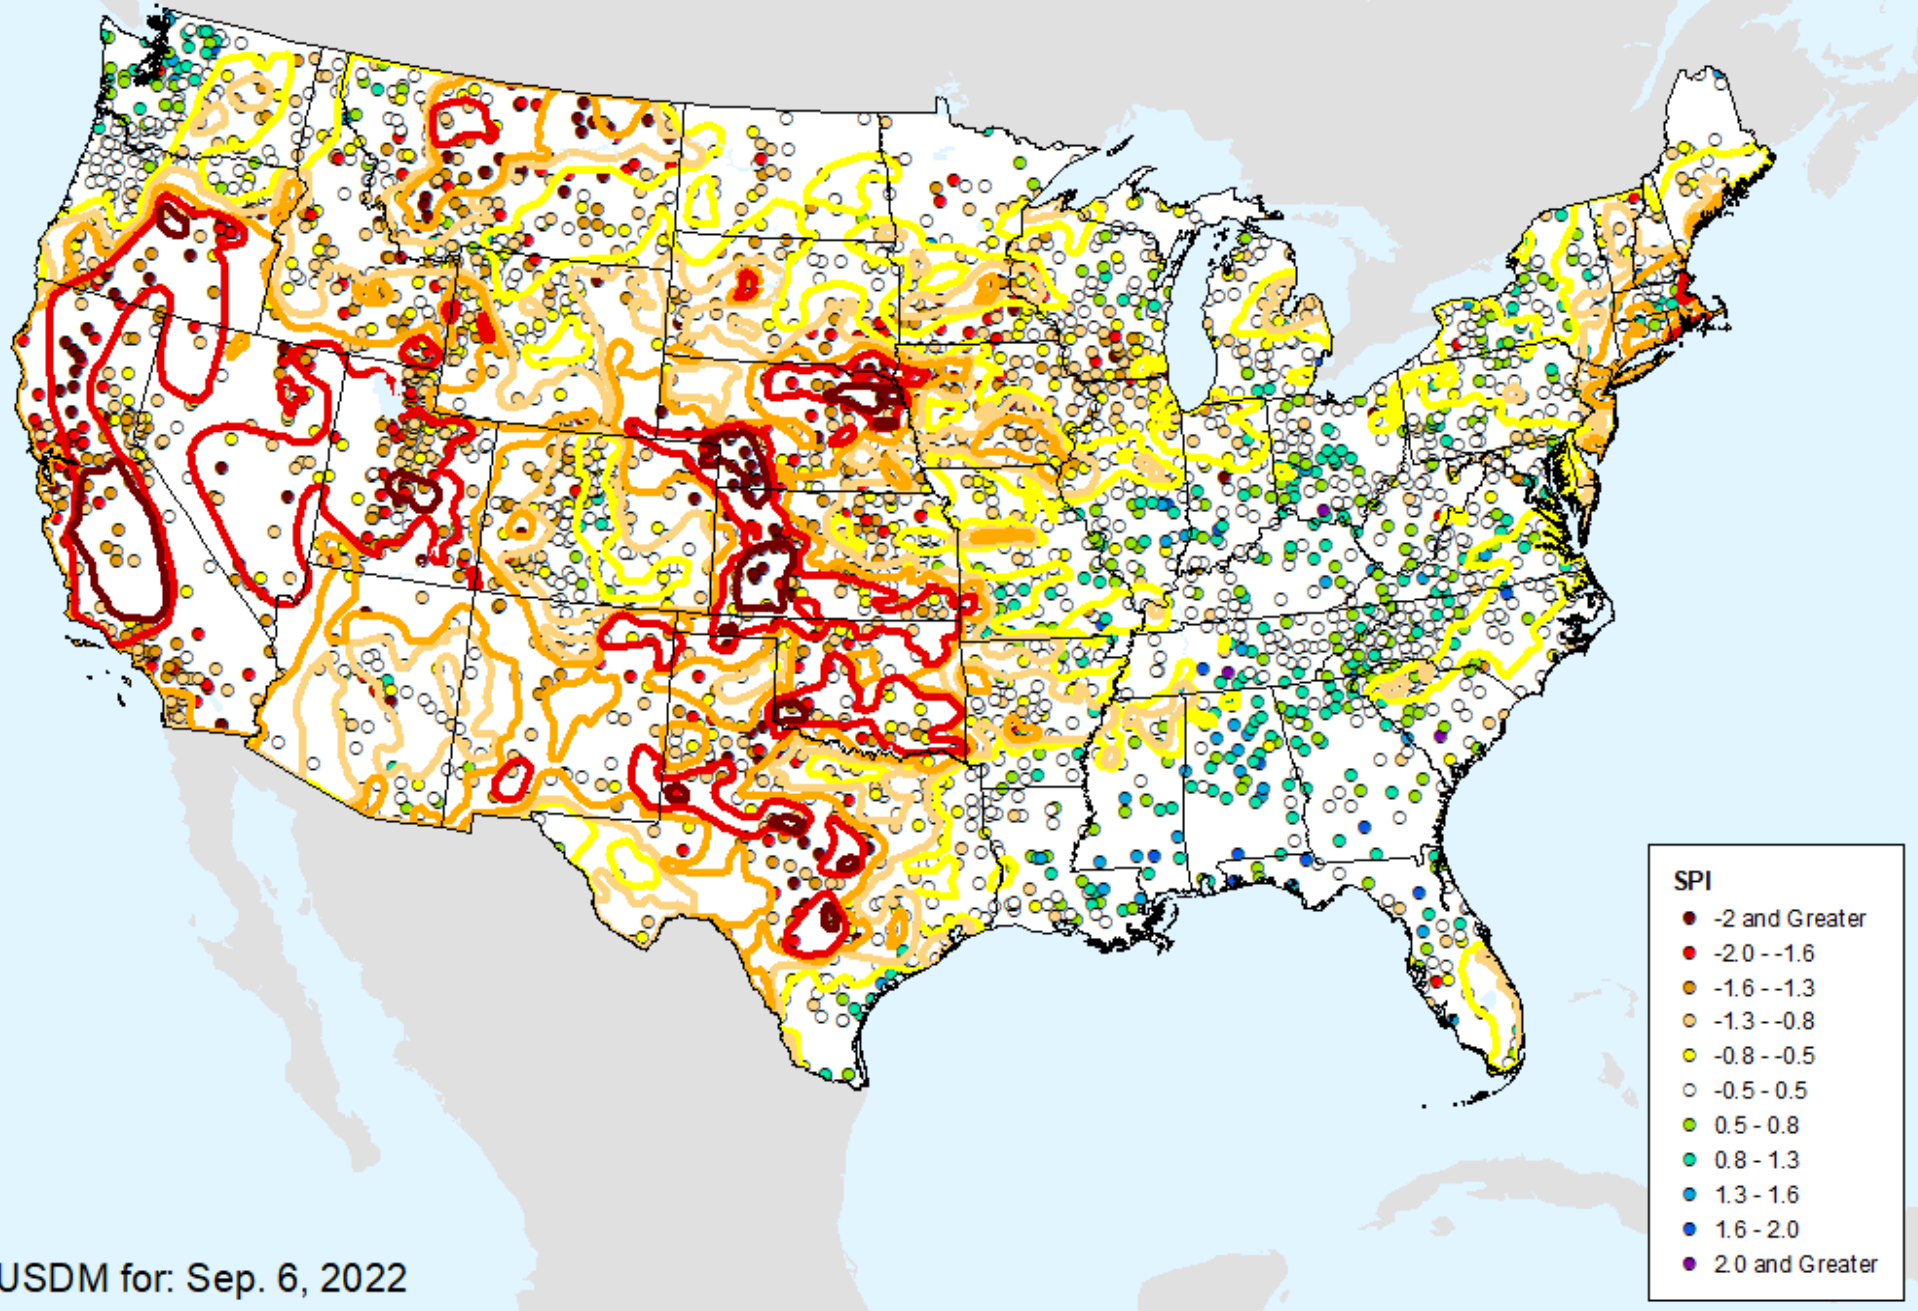 SPI
-2 and Greater
-2.0 - -1.6
-1.6 - -1.3
-1.3 - -0.8
-0.8 - -0.5
-0.5 - 0.5
0.5 - 0.8
0.8 - 1.3
1.3 - 1.6
1.6 - 2.0
2.0 and Greater
USDM for: Sep. 6, 2022